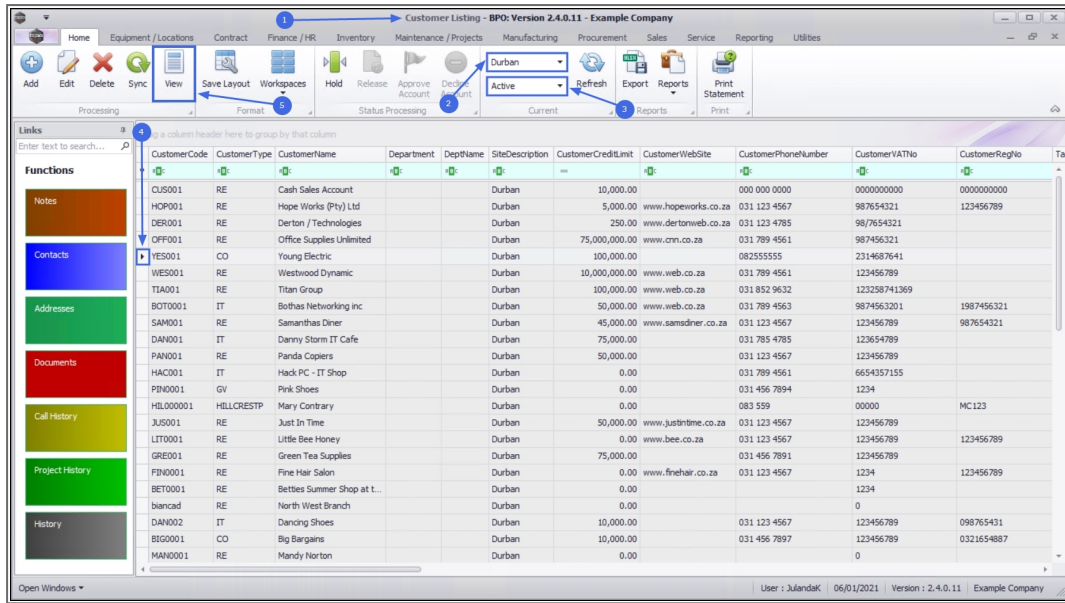 1
Customer Listing - BPO: Version 2.4.0.11 - Example Company
Home Equipment / Locations Contract Finance / HR Inventory Maintenance / Projects Manufacturing Procurement Sales Service Reporting Utilities
Add Edit Delete Sync View Save Layout Workspaces Hold Release Approve Account Decline Account Durban Active Refresh Export Reports Print Statement
5 2 3
Processing Format Status Processing Current Reports Print
Links
Enter text to search...
4
a column header here to group by that column
CustomerCode CustomerType CustomerName Department DeptName SiteDescription CustomerCreditLimit CustomerWebSite CustomerPhoneNumber CustomerVATNo CustomerRegNo Ta
Functions
Notes
Contacts
Addresses
Documents
Call History
Project History
History
CUS001 RE Cash Sales Account Durban 10,000.00 000 000 0000 0000000000 0000000000
HOP001 RE Hope Works (Pty) Ltd Durban 5,000.00 www.hopeworks.co.za 031 123 4567 987654321 123456789
DER001 RE Derton / Technologies Durban 250.00 www.dertonweb.co.za 031 123 4785 98/7654321
OFF001 RE Office Supplies Unlimited Durban 75,000,000.00 www.cnn.co.za 031 789 4561 987456321
YES001 CO Young Electric Durban 100,000.00 082555555 2314687641
WES001 RE Westwood Dynamic Durban 10,000,000.00 www.web.co.za 031 789 4561 123456789
TIA001 RE Titan Group Durban 100,000.00 www.web.co.za 031 852 9632 123258741369
BOT0001 IT Bothas Networking inc Durban 50,000.00 www.web.co.za 031 789 4563 9874563201 1987456321
SAM001 RE Samanthas Diner Durban 45,000.00 www.samsdiner.co.za 031 123 4567 123456789 987654321
DAN001 IT Danny Storm IT Cafe Durban 75,000.00 031 785 4785 123654789
PAN001 RE Panda Copiers Durban 50,000.00 031 123 4567 123456789
HAC001 IT Hack PC - IT Shop Durban 0.00 031 789 4561 6654357155
PIN0001 GV Pink Shoes Durban 0.00 031 456 7894 1234
HIL000001 HILLCRESTP Mary Contrary Durban 0.00 083 559 00000 MC123
JUS001 RE Just In Time Durban 50,000.00 www.justintime.co.za 031 123 4567 123456789
LIT0001 RE Little Bee Honey Durban 0.00 www.bee.co.za 031 123 4567 123456789 123456789
GRE001 RE Green Tea Supplies Durban 75,000.00 031 456 7891 123456789
FIN0001 RE Fine Hair Salon Durban 0.00 www.finehair.co.za 031 123 4567 1234 123456789
BET0001 RE Betties Summer Shop at t... Durban 0.00 1234
biancad RE North West Branch Durban 0.00 0
DAN002 IT Dancing Shoes Durban 10,000.00 031 123 4567 123456789 098765431
BIG0001 CO Big Bargains Durban 10,000.00 031 456 7897 123456789 0321654887
MAN0001 RE Mandy Norton Durban 0.00 0
Open Windows User : JulandaK 06/01/2021 Version : 2.4.0.11 Example Company